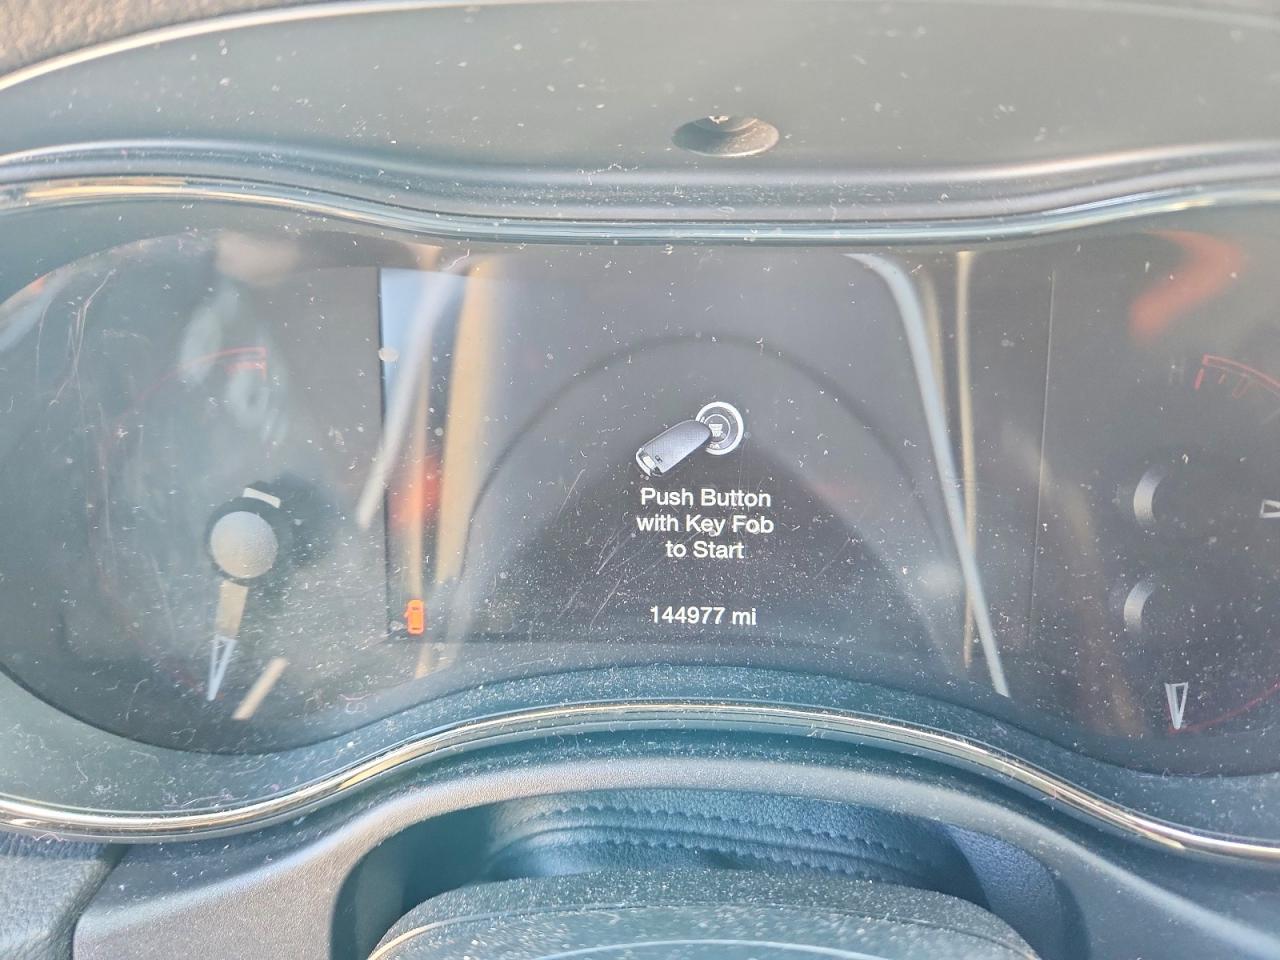 Push Button
with Key Fob
to Start
144977 mi